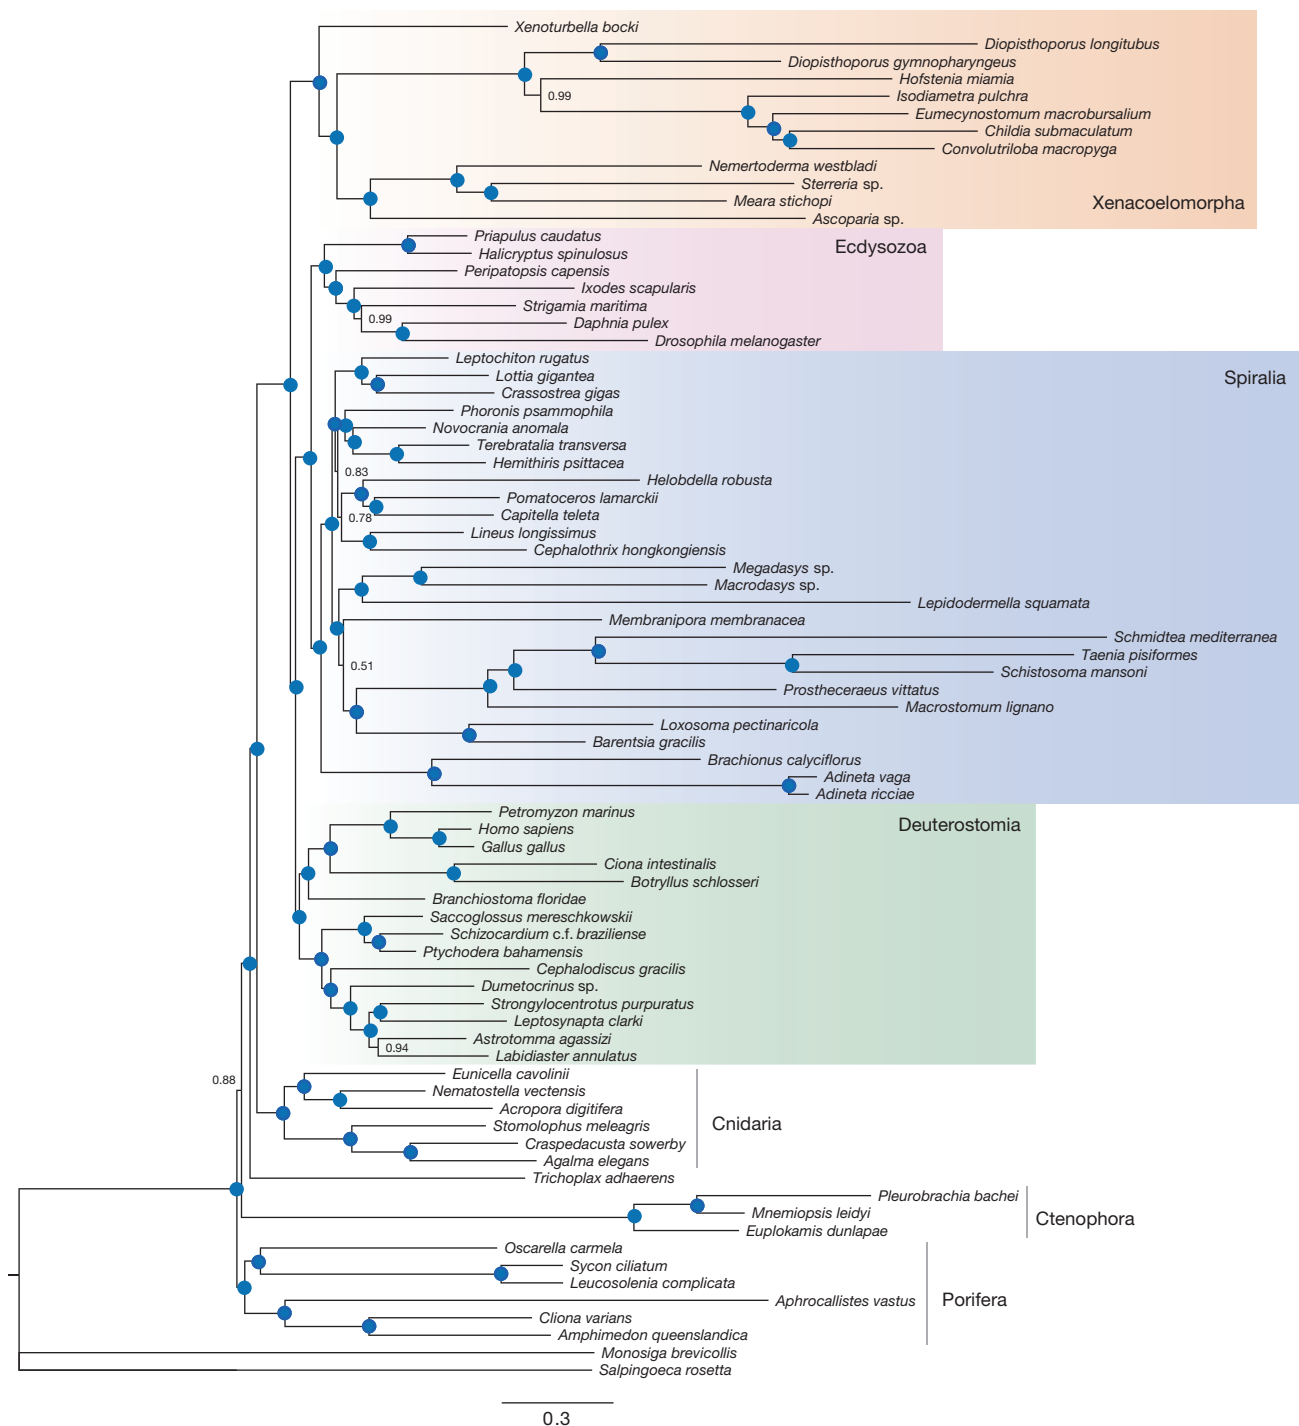 Xenoturbella bocki
Diopisthoporus longitubus
Diopisthoporus gymnopharyngeus
Hofstenia miamia
0.99
Isodiametra pulchra
Eumecynostomum macrobursalium
Childia submaculatum
Convolutriloba macropyga
Nemertoderma westbladi
Sterreria sp.
Meara stichopi
Xenacoelomorpha
Ascoparia sp.
Priapulus caudatus
Ecdysozoa
Halicryptus spinulosus
Peripatopsis capensis
Ixodes scapularis
Strigamia maritima
0.99
Daphnia pulex
Drosophila melanogaster
Leptochiton rugatus
Lottia gigantea
Spiralia
Crassostrea gigas
Phoronis psammophila
Novocrania anomala
Terebratalia transversa
Hemithiris psittacea
0.83
Helobdella robusta
Pomatoceros lamarckii
Capitella teleta
0.78
Lineus longissimus
Cephalothrix hongkongiensis
Megadasys sp.
Macrodasys sp.
Lepidodermella squamata
Membranipora membranacea
Schmidtea mediterranea
Taenia pisiformes
0.51
Schistosoma mansoni
Prostheceraeus vittatus
Macrostomum lignano
Loxosoma pectinaricola
Barentsia gracilis
Brachionus calyciflorus
Adineta vaga
Adineta ricciae
Petromyzon marinus
Deuterostomia
Homo sapiens
Gallus gallus
Ciona intestinalis
Botryllus schlosseri
Branchiostoma floridae
Saccoglossus mereschkowskii
Schizocardium c.f. braziliense
Ptychodera bahamensis
Cephalodiscus gracilis
Dumetocrinus sp.
Strongylocentrotus purpuratus
Leptosynapta clarki
Astrotomma agassizi
0.94
Labidiaster annulatus
Eunicella cavolinii
0.88
Nematostella vectensis
Acropora digitifera
Cnidaria
Stomolophus meleagris
Craspedacusta sowerby
Agalma elegans
Trichoplax adhaerens
Pleurobrachia bachei
Mnemiopsis leidyi
Ctenophora
Euplokamis dunlapae
Oscarella carmela
Sycon ciliatum
Leucosolenia complicata
Aphrocallistes vastus
Porifera
Cliona varians
Amphimedon queenslandica
Monosiga brevicollis
Salpingoeca rosetta
0.3